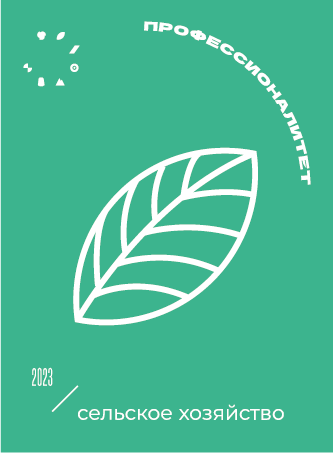 ПРОФЕССИОНАЛИТЕТ
2023
сельское хозяйство